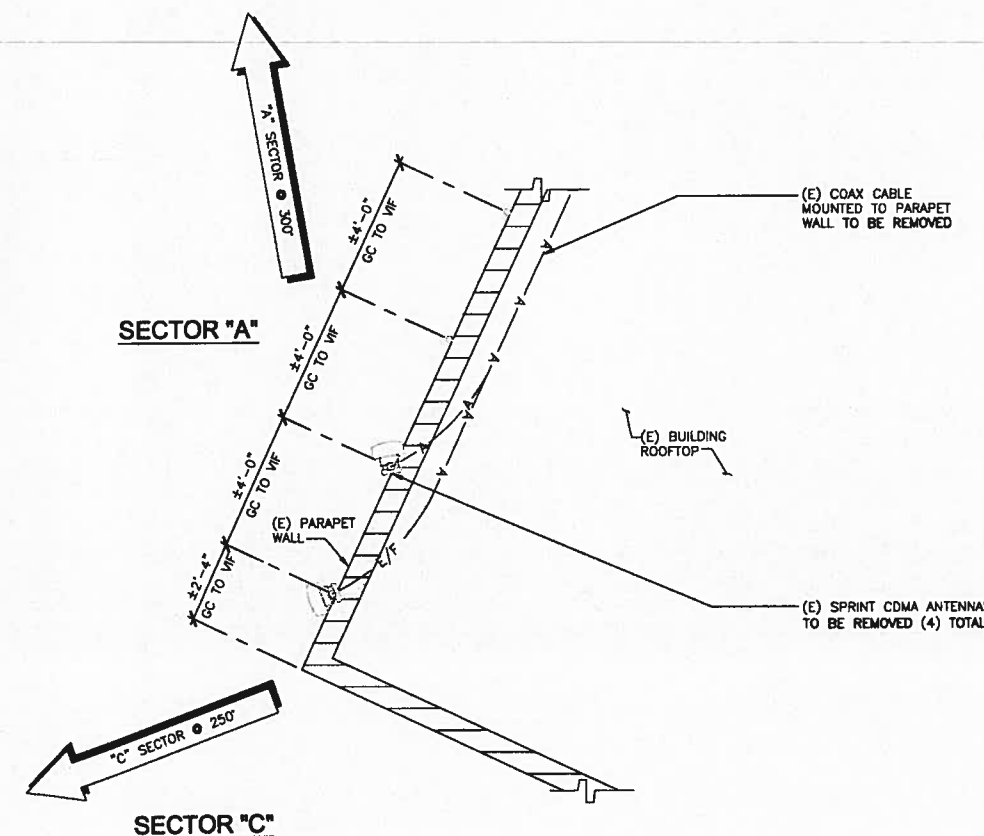 "A" SECTOR @ 300°
SECTOR "A"
±4'-0"
GC TO VIF
±4'-0"
GC TO VIF
±4'-0"
GC TO VIF
±2'-4"
GC TO VIF
(E) COAX CABLE
MOUNTED TO PARAPET
WALL TO BE REMOVED
A
A
A
A
A
A
A
A
E/F
(E) BUILDING
ROOFTOP
(E) PARAPET
WALL
(E) SPRINT CDMA ANTENNAS
TO BE REMOVED (4) TOTAL
"C" SECTOR @ 250°
SECTOR "C"